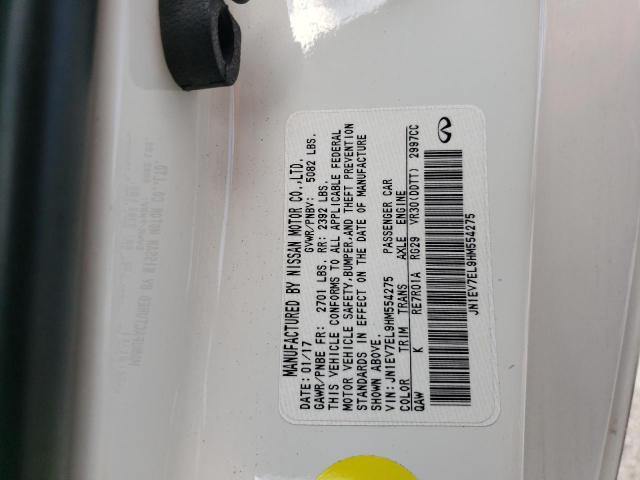 MANUFACTURED BY NISSAN MOTOR CO.,LTD.
DATE: 01/17 GVWR/PNBV: 5082 LBS.
GAWR/PNBE FR: 2701 LBS. RR: 2392 LBS.
THIS VEHICLE CONFORMS TO ALL APPLICABLE FEDERAL
MOTOR VEHICLE SAFETY,BUMPER,AND THEFT PREVENTION
STANDARDS IN EFFECT ON THE DATE OF MANUFACTURE
SHOWN ABOVE.
VIN: JN1EV7EL9HM554275 PASSENGER CAR
COLOR TRIM TRANS AXLE ENGINE
QAW K RE7R01A RG29 VR30(DDTT) 2997CC
JN1EV7EL9HM554275